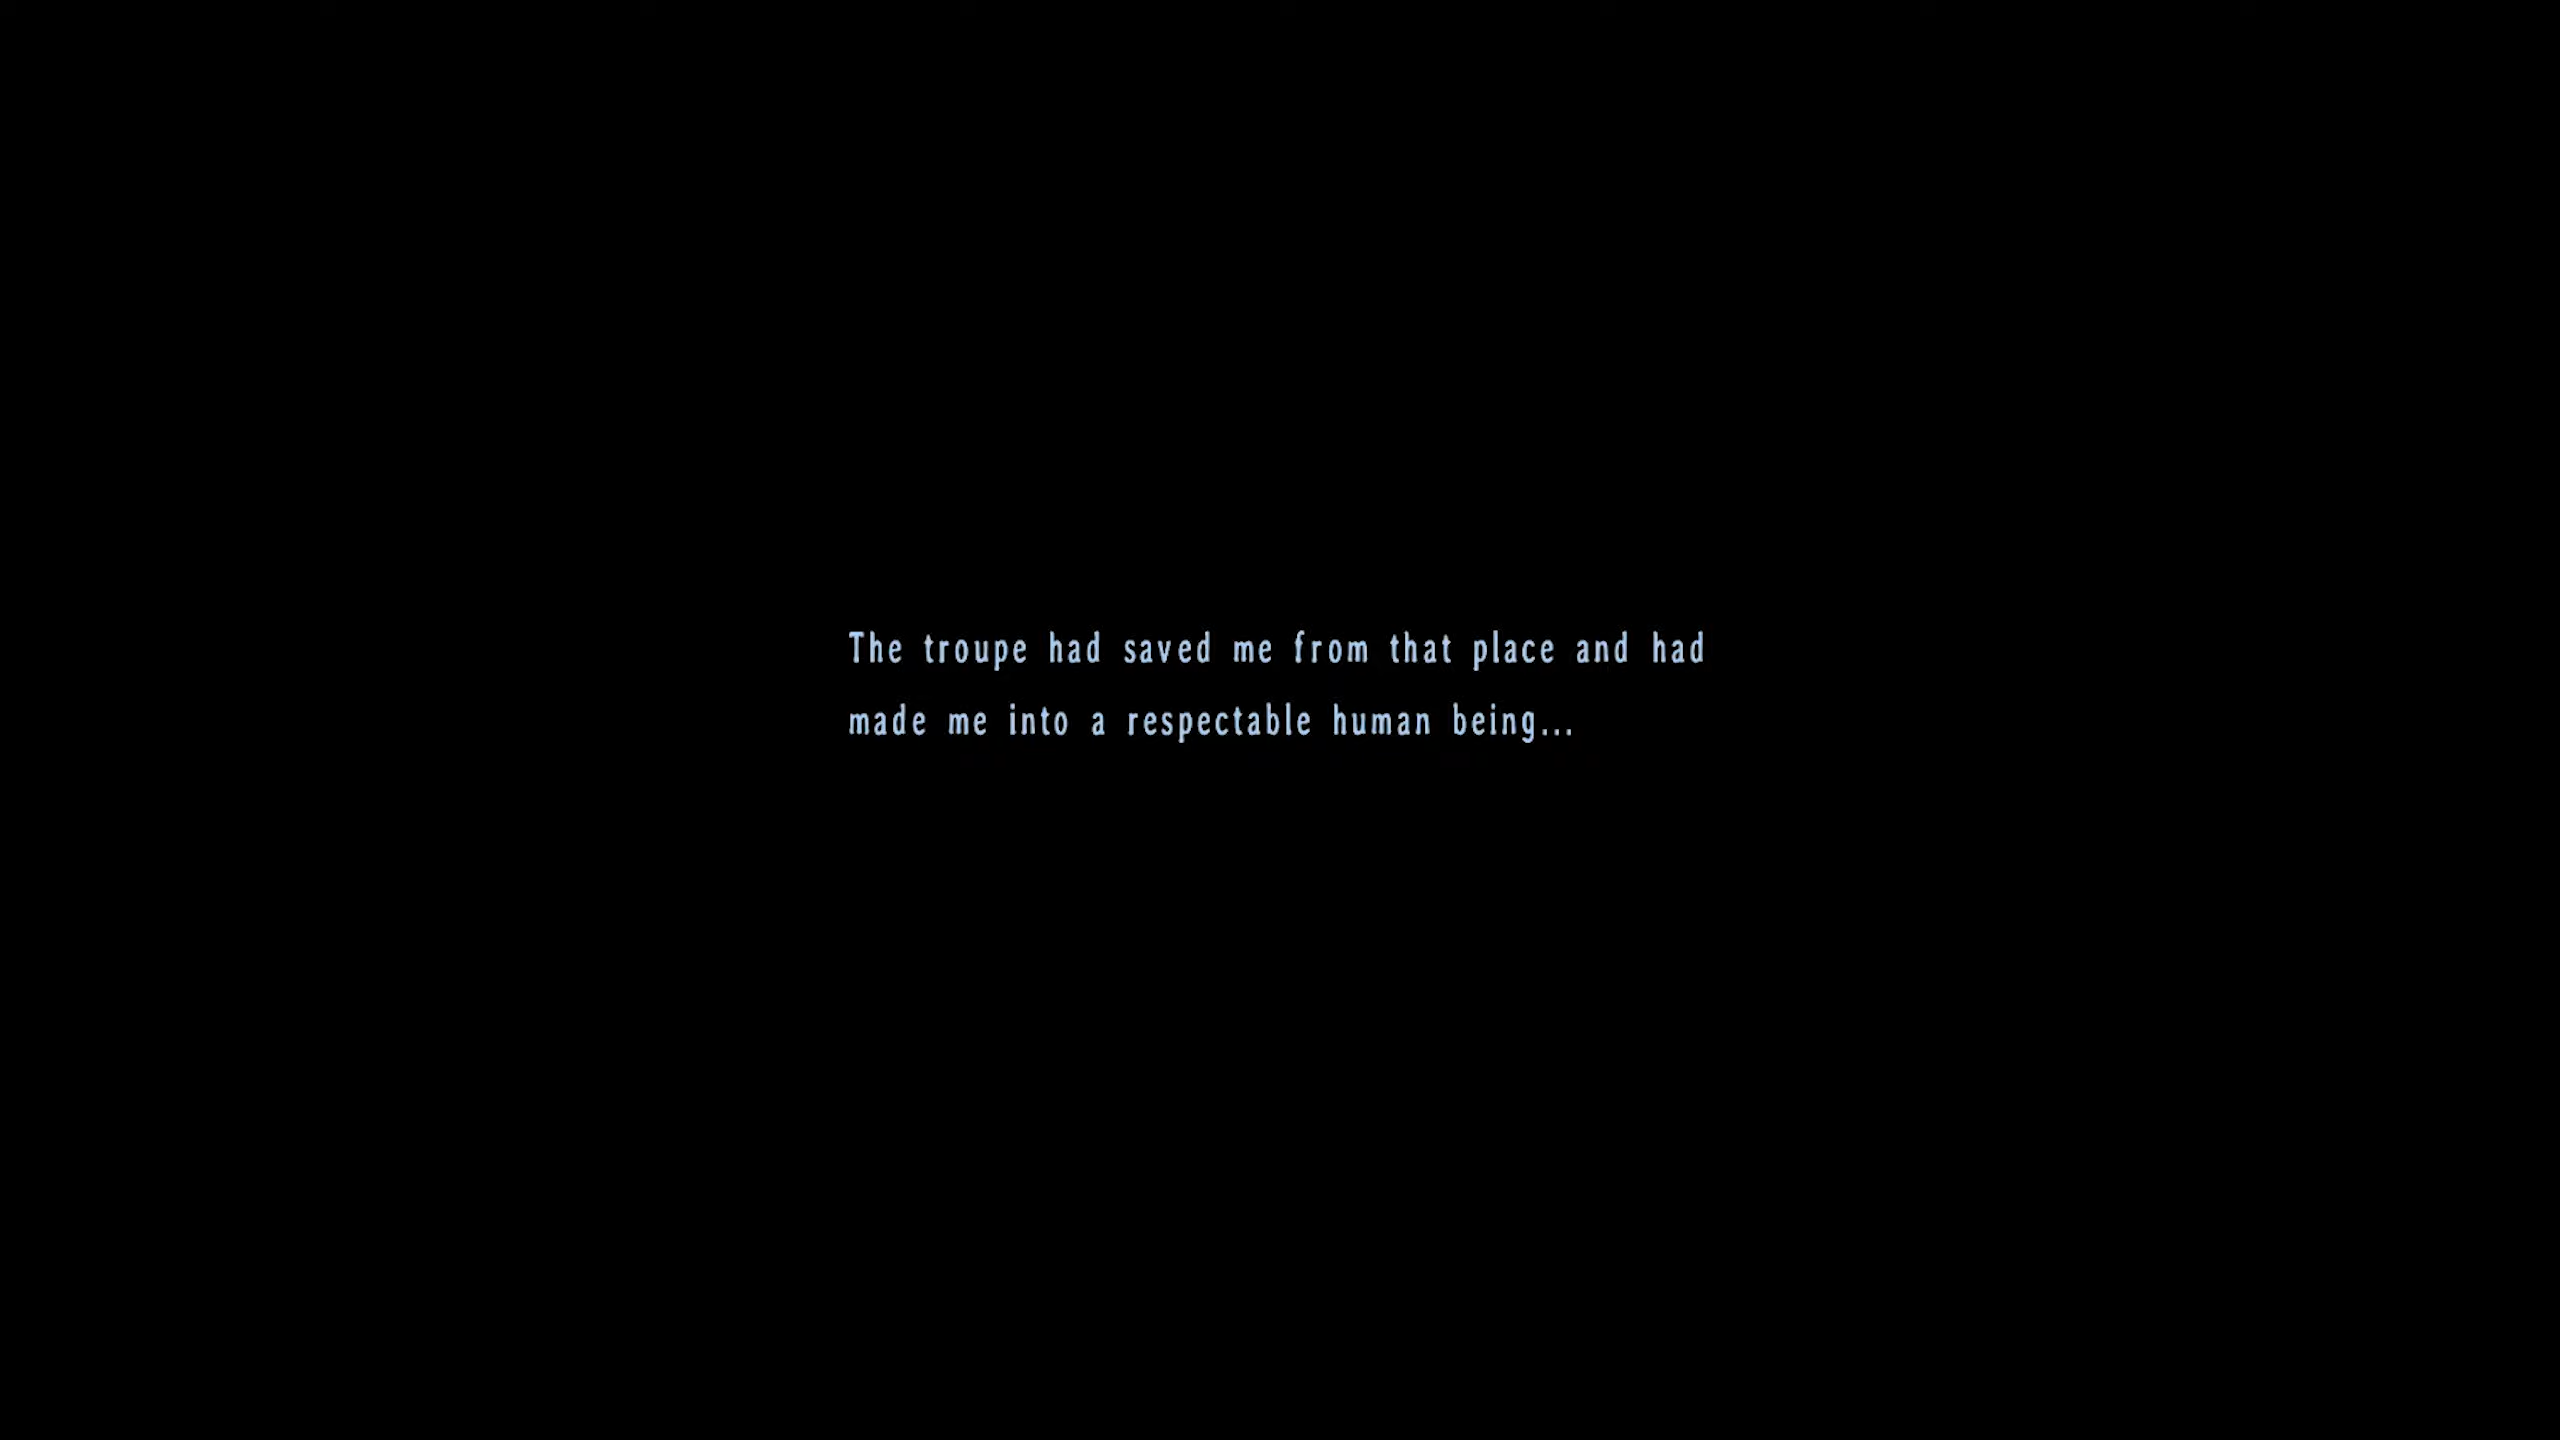 The troupe had saved me from that place and had
made me into a respectable human being...